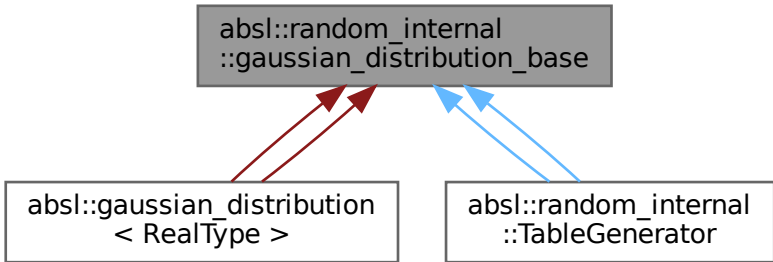 absl::random_internal
::gaussian_distribution_base
absl::gaussian_distribution
< RealType >
absl::random_internal
::TableGenerator